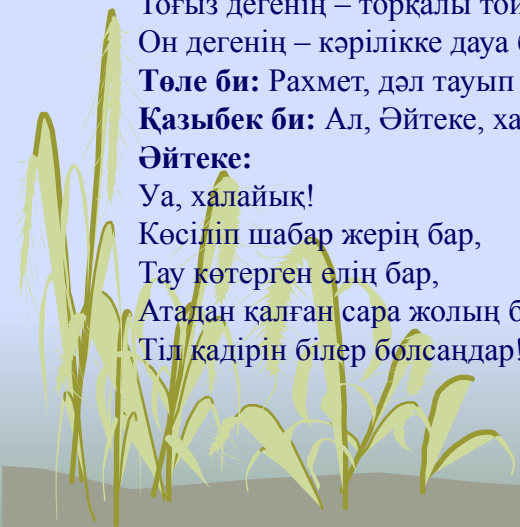 Тоғыз дегенің – торқалы той
Он дегенің – кәрілікке дауа
Төле би: Рахмет, дәл тауып
Қазыбек би: Ал, Әйтеке,
Әйтеке:
Уа, халайық!
Көсіліп шабар жерің бар,
Тау көтерген елің бар,
Атадан қалған сара жолың
Тіл қадірін білер болсаңдар!